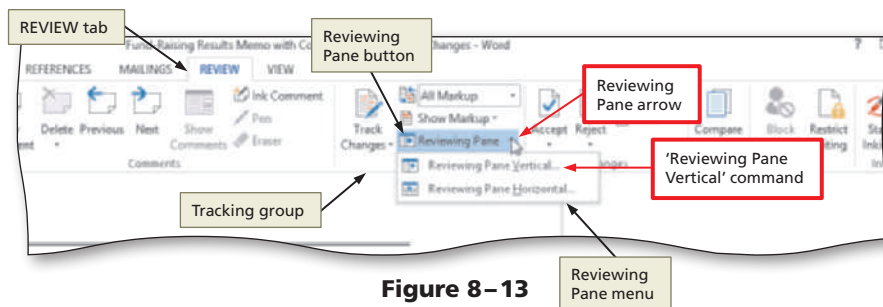 REVIEW tab
Reviewing
Pane button
Fund-Raising Results Memo with Co
hanges - Word
?
REFERENCES MAILINGS REVIEW VIEW
Ink Comment
Pen
Eraser
Delete Previous Next Show
Comments
Comments
Track
Changes
All Markup
Show Markup
Reviewing Pane
Reviewing Pane Vertical...
Reviewing Pane Horizontal...
Reviewing
Pane arrow
Accept Reject
Compare
Block
Restrict
'Reviewing Pane
Vertical' command
Tracking group
Reviewing
Pane menu
Figure 8–13